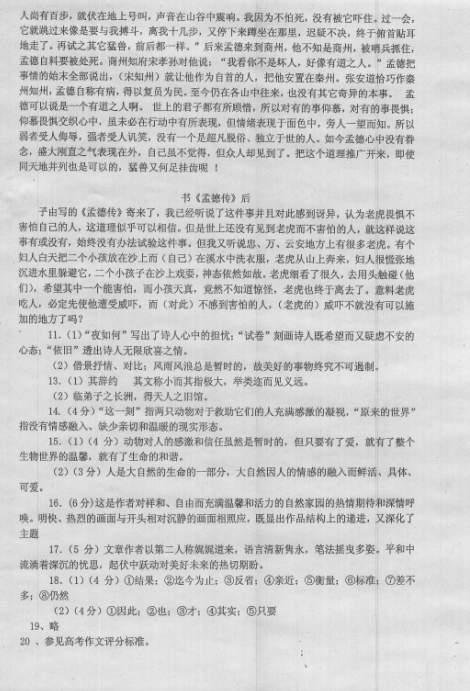 人尚有百步，就伏在地上号叫，声音在山谷中震响。我因为不怕死，没有被它吓住。过一会，
它就跳过来像是要与我搏斗，离我十几步，又停下来蹲坐在那里，迟疑不决，终于俯首贴耳
地走了。再试之其它猛兽，前后都一样。”后来孟德来到商州，他不知是商州，被哨兵抓住，
孟德自料要被处死。商州知府宋孝孙对他说：“我看你不是坏人，好像有道之人。”孟德把
事情的始末全部说出，（宋知州）就让他作为自首的人，把他安置在秦州。张安道恰巧作秦
州知州，孟德自称有病，得以复员为民。至今仍在各山中往来，也没有其它奇异的本事。 孟
德可以说是一个有道之人啊。 世上的君子都有所顾惜，所以对有的事仰慕，对有的事畏惧；
仰慕畏惧交织心中，虽未必在行动中有所表现，但情绪表现于面色中，旁人一望而知。所以
弱者受人侮辱，强者受人讥笑，没有一个是超凡脱俗、独立于世的人。如今孟德心中没有眷
念，盛大刚直之气表现在外，自己虽不觉得，但众人却见到了。把这个道理推广开来，即使
同天地并列也是可以的，猛兽又何足挂齿呢 ！
书《孟德传》后
子由写的《孟德传》寄来了，我已经听说了这件事并且对此感到讶异，认为老虎畏惧不
害怕自己的人，这道理似乎可以相信。但是世上还没有见到老虎而不害怕的人，就这样说这
事有或没有，始终没有办法试验这件事。但我又听说忠、万、云安地方上有很多老虎。有个
妇人白天把二个小孩放在沙上而（自己）在溪水中洗衣服，老虎从山上奔来，妇人很慌张地
沉进水里躲避它，二个小孩子在沙上戏耍，神态依然如故。老虎细看了很久，去用头触碰（他
们），希望其中一个能害怕，而小孩天真，竟然不知道惊怪，老虎也终于离去了。意料老虎
吃人，必定先使他遭受威吓，而（对此）不感到害怕的人，（老虎的）威吓不就没有可以施
加的地方了吗？
11.（1）“夜如何”写出了诗人心中的担忧；“试卷”刻画诗人既希望而又疑虑不安的
心态；“依旧”透出诗人无限欣喜之情。
（2）借景抒情、对比；风雨风浪总是暂时的，故美好的事物终究不可遏制。
13.（1）其辞约 其文称小而其指极大，举类迩而见义远。
（2）临弟子之长洲，得天人之旧馆。
14.（4 分）“这一刻”指两只动物对于救助它们的人充满感激的凝视，“原来的世界”
指没有情感融入、缺少亲切和温暖的现实形态。
15.（1）（4 分）动物对人的感激和信任虽然是暂时的，但只要有了爱，就有了整个
生物世界的温馨，就有了生命的和谐。
（2）（3 分）人是大自然的生命的一部分，大自然因人的情感的融入而鲜活、具体、
可爱。
16.（6分）这是作者对祥和、自由而充满温馨和活力的自然家园的热情期待和深情呼
唤。明快、热烈的画面与开头相对沉静的画面相照应，既显出作品结构上的递进，又深化了
主题
17.（5 分）文章作者以第二人称娓娓道来，语言清新隽永，笔法摇曳多姿。平和中
流淌着深沉的忧思，起伏中跃动对美好未来的热切期盼。
18.（1）（4 分）①结果；②迄今为止；③反省；④亲近；⑤衡量；⑥标准；⑦差不
多；⑧仍然
（2）（4 分）①因此；②也；③才；④其实；⑤只要
19、略
20 、参见高考作文评分标准。